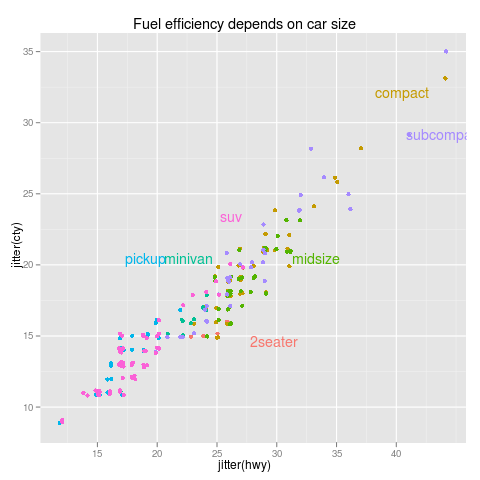 Fuel efficiency depends on car size
35
30
25
20
15
10
jitter(cty)
compact
subcompa
suv
pickup
minivan
midsize
2seater
15
20
25
30
35
40
jitter(hwy)